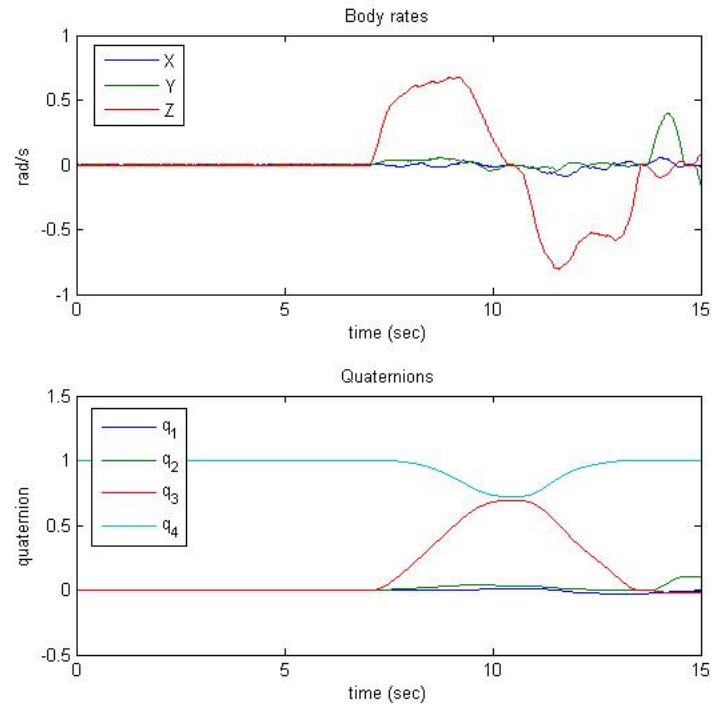 Body rates
1
0.5
0
-0.5
-1
rad/s
X
Y
Z
0
5
10
15
time (sec)
Quaternions
1.5
1
0.5
0
-0.5
quaternion
q1
q2
q3
q4
0
5
10
15
time (sec)